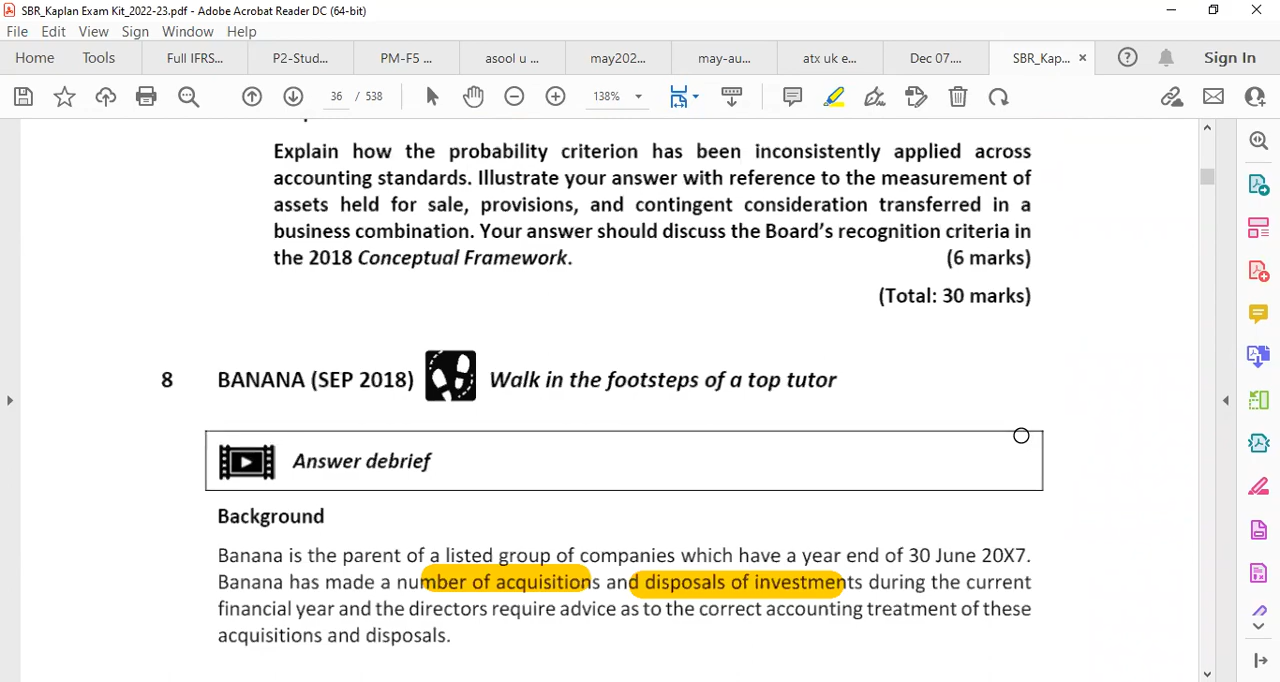 SBR_Kaplan Exam Kit_2022-23.pdf - Adobe Acrobat Reader DC (64-bit)
File Edit View Sign Window Help
Home Tools Full IFRS... P2-Stud... PM-F5 ... asool u ... may202... may-au... atx uk e... Dec 07.... SBR_Kap... × ? Sign In
36 / 538 138%
Explain how the probability criterion has been inconsistently applied across
accounting standards. Illustrate your answer with reference to the measurement of
assets held for sale, provisions, and contingent consideration transferred in a
business combination. Your answer should discuss the Board's recognition criteria in
the 2018 Conceptual Framework. (6 marks)
(Total: 30 marks)
8 BANANA (SEP 2018) Walk in the footsteps of a top tutor
Answer debrief
Background
Banana is the parent of a listed group of companies which have a year end of 30 June 20X7.
Banana has made a number of acquisitions and disposals of investments during the current
financial year and the directors require advice as to the correct accounting treatment of these
acquisitions and disposals.